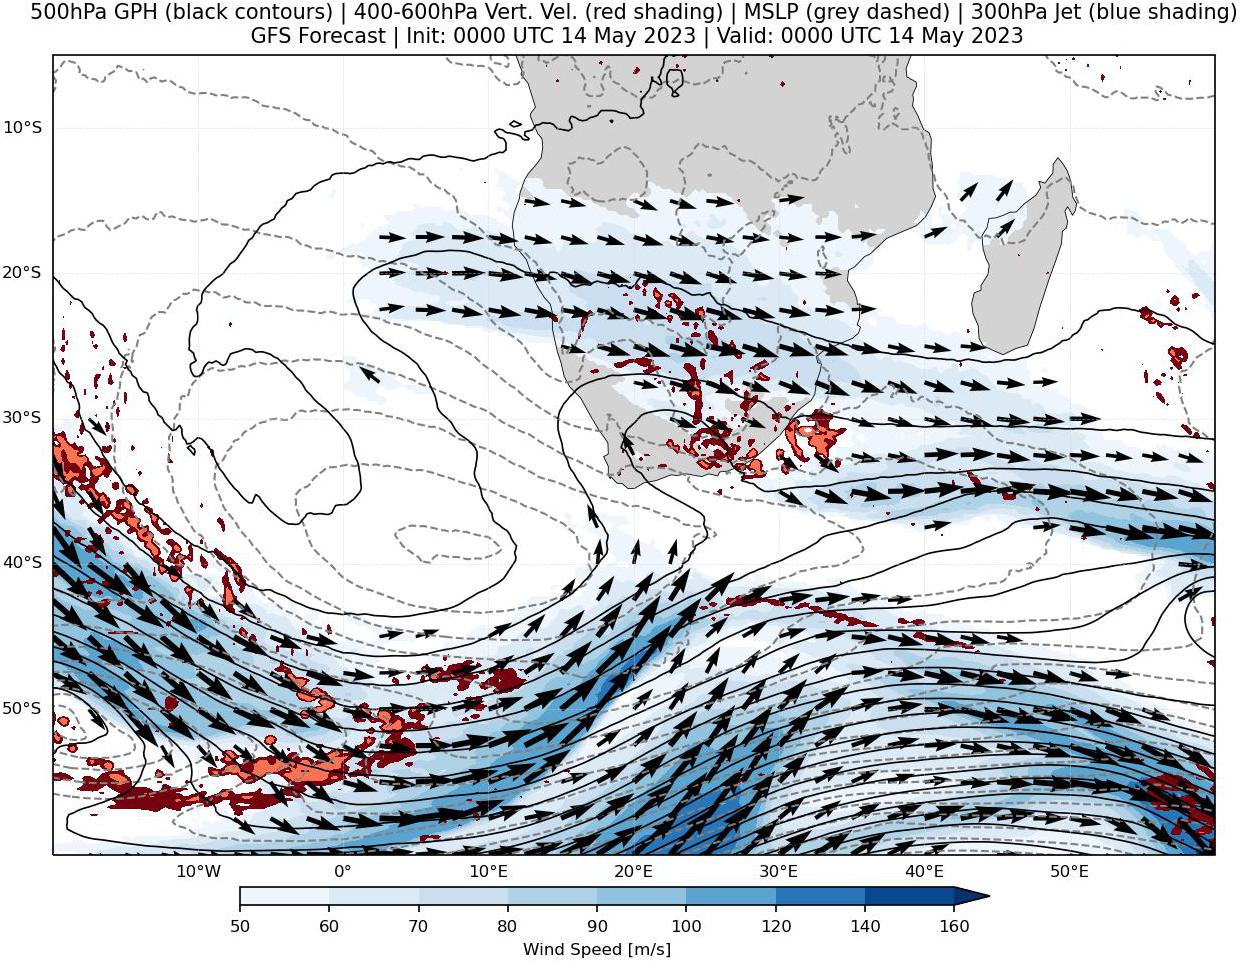 500hPa GPH (black contours) | 400-600hPa Vert. Vel. (red shading) | MSLP (grey dashed) | 300hPa Jet (blue shading)
GFS Forecast | Init: 0000 UTC 14 May 2023 | Valid: 0000 UTC 14 May 2023
10°S
20°S
30°S
40°S
50°S
10°W 0° 10°E 20°E 30°E 40°E 50°E
50 60 70 80 90 100 120 140 160
Wind Speed [m/s]